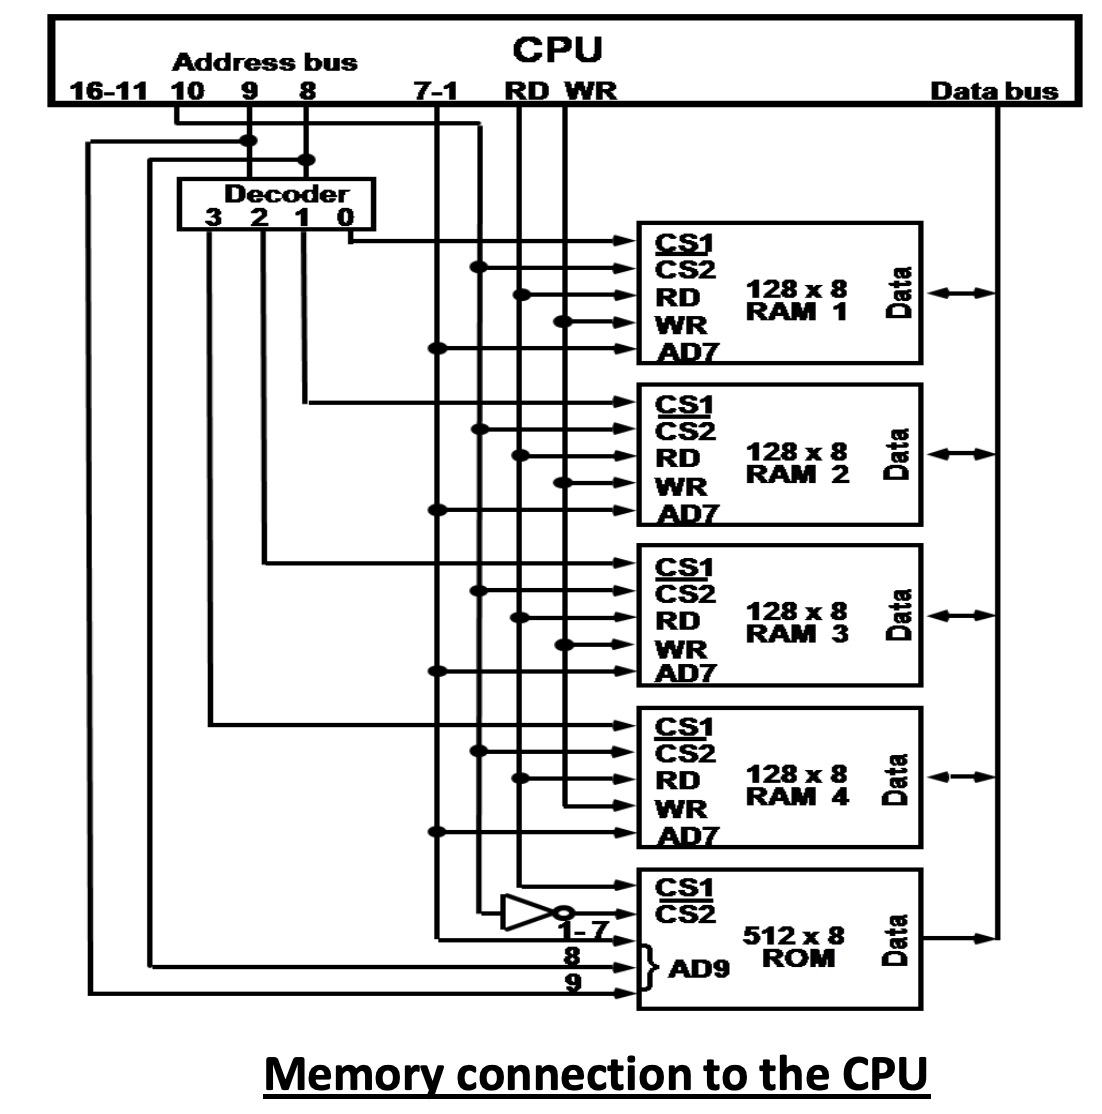 CPU
Address bus
16-11 10 9 8 7-1 RD WR Data bus
Decoder
3 2 1 0
CS1
CS2
RD
WR
AD7
128 x 8
RAM 1
Data
CS1
CS2
RD
WR
AD7
128 x 8
RAM 2
Data
CS1
CS2
RD
WR
AD7
128 x 8
RAM 3
Data
CS1
CS2
RD
WR
AD7
128 x 8
RAM 4
Data
CS1
CS2
1- 7
8
9
AD9
512 x 8
ROM
Data
Memory connection to the CPU